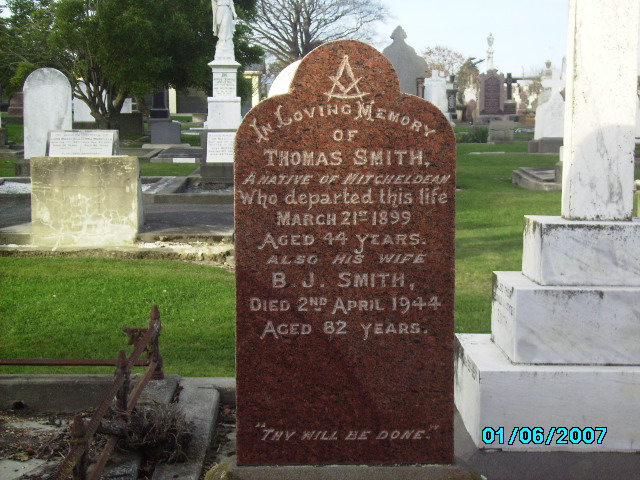 In Loving Memory
OF
THOMAS SMITH,
A NATIVE OF MITCHELDEAN
Who departed this life
MARCH 21ST 1899
AGED 44 YEARS.
ALSO HIS WIFE
B. J. SMITH,
DIED 2ND APRIL 1944
AGED 82 YEARS.
"THY WILL BE DONE."
01/06/2007